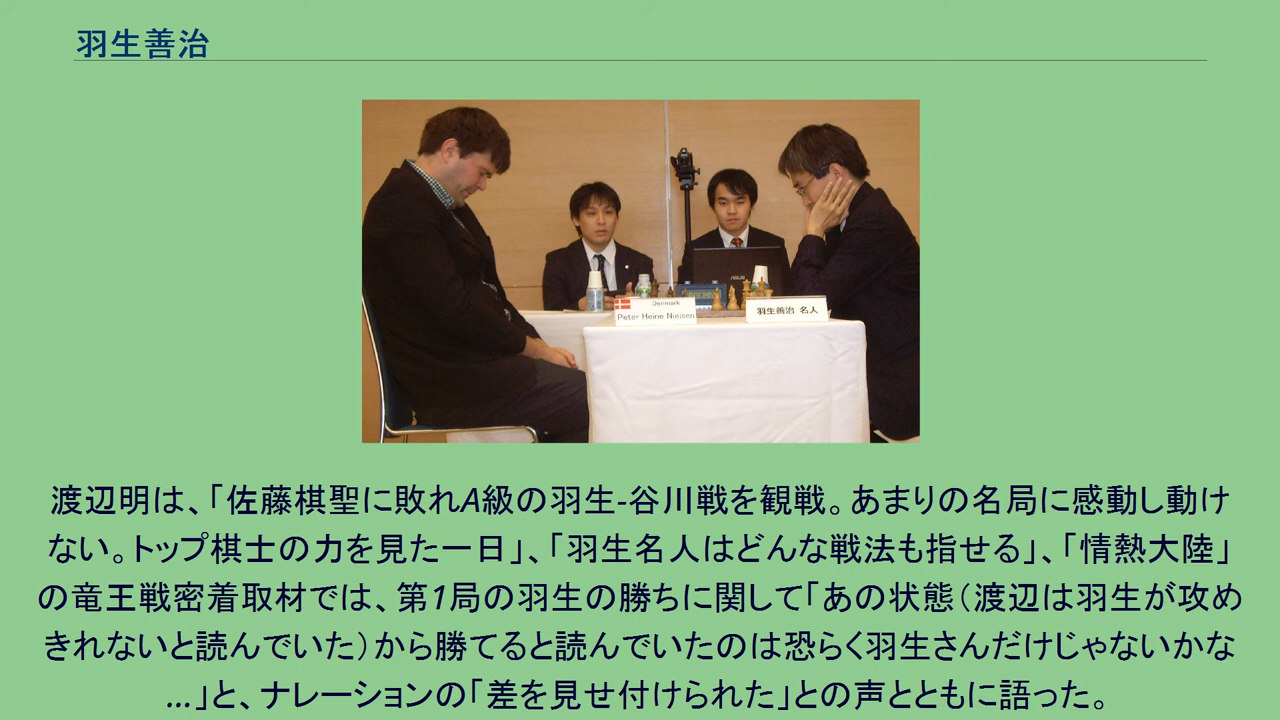 羽生善治
ASUS
Denmark
Peter Heine Nielsen
羽生善治 名人
渡辺明は、「佐藤棋聖に敗れA級の羽生-谷川戦を観戦。あまりの名局に感動し動け
ない。トップ棋士の力を見た一日」、「羽生名人はどんな戦法も指せる」、「情熱大陸」
の竜王戦密着取材では、第1局の羽生の勝ちに関して「あの状態（渡辺は羽生が攻め
きれないと読んでいた）から勝てると読んでいたのは恐らく羽生さんだけじゃないかな
…」と、ナレーションの「差を見せ付けられた」との声とともに語った。